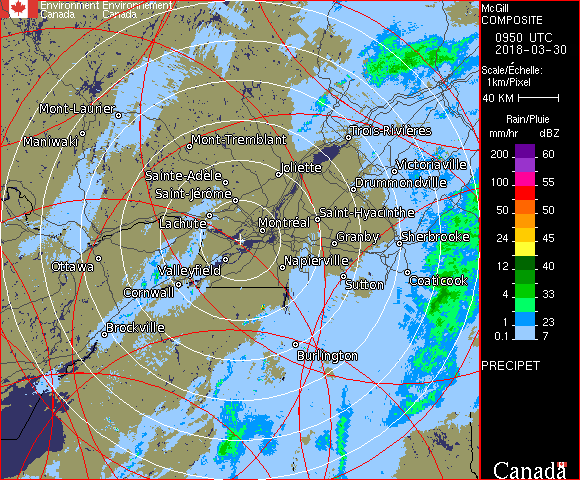 Environment Environnement
Canada Canada
McGill
COMPOSITE
0950 UTC
2018-03-30
Scale/Échelle:
1km/Pixel
40 KM
Rain/Pluie
mm/hr dBZ
200 60
100 55
50 50
24 45
12 40
4 33
1 23
0.1 7
PRECIPET
Canada
Mont-Laurier
Maniwaki
Mont-Tremblant
Trois-Rivières
Joliette
Victoriaville
Sainte-Adèle
Drummondville
Saint-Jérôme
Lachute
Saint-Hyacinthe
Montréal
Granby
Sherbrooke
Ottawa
Valleyfield
Napierville
Cornwall
Sutton
Coaticook
Brockville
Burlington